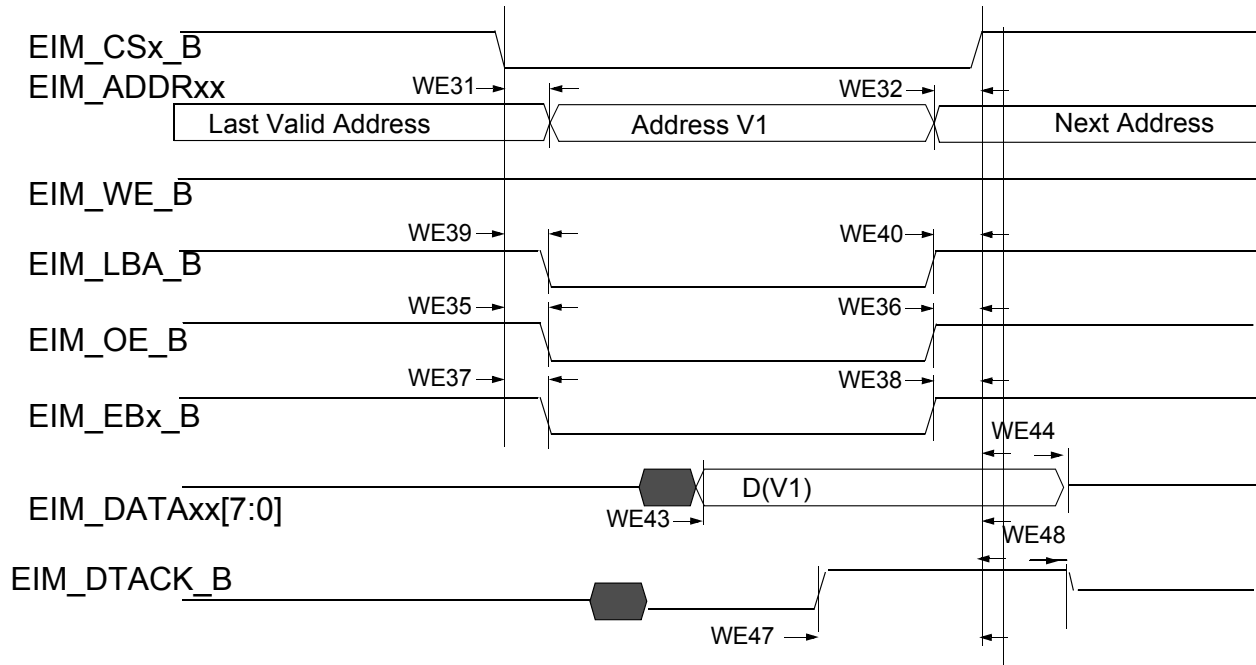 EIM_CSx_B
EIM_ADDRxx
WE31
WE32
Last Valid Address
Address V1
Next Address
EIM_WE_B
WE39
WE40
EIM_LBA_B
WE35
WE36
EIM_OE_B
WE37
WE38
EIM_EBx_B
WE44
D(V1)
EIM_DATAxx[7:0]
WE43
WE48
EIM_DTACK_B
WE47